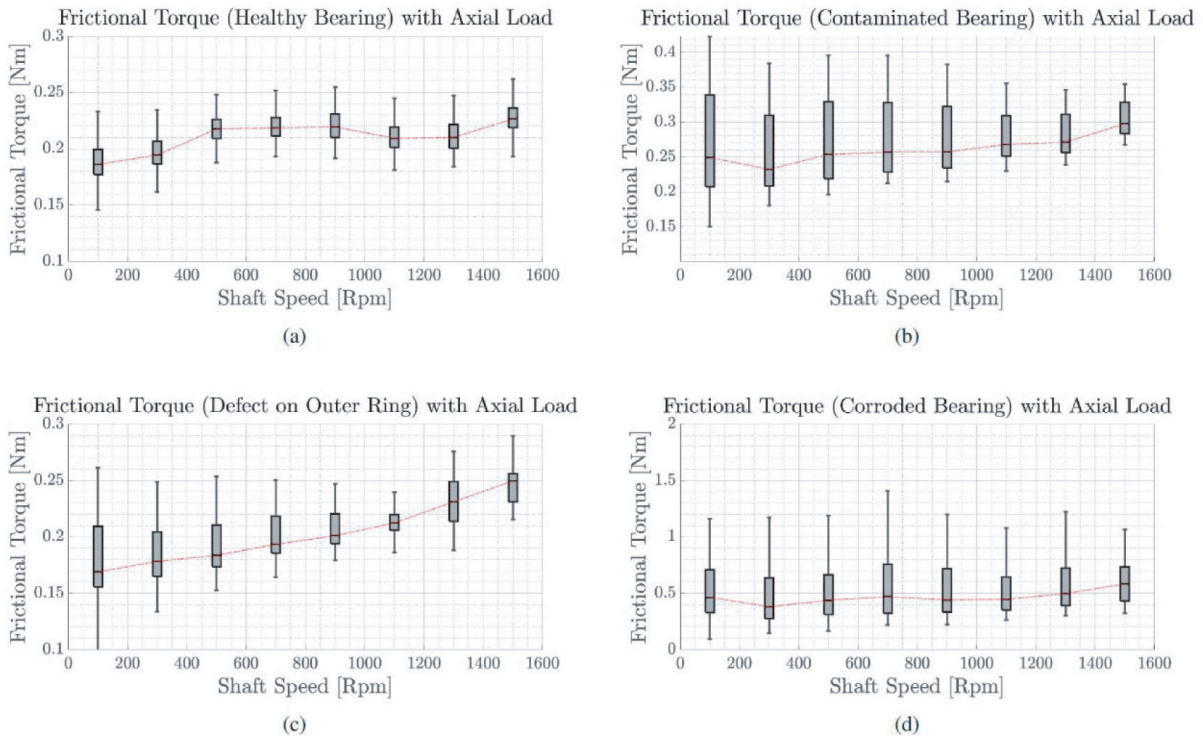 Frictional Torque (Healthy Bearing) with Axial Load
Frictional Torque [Nm]
0.3
0.25
0.2
0.15
0.1
0 200 400 600 800 1000 1200 1400 1600
Shaft Speed [Rpm]
(a)
Frictional Torque (Contaminated Bearing) with Axial Load
Frictional Torque [Nm]
0.4
0.35
0.3
0.25
0.2
0.15
0 200 400 600 800 1000 1200 1400 1600
Shaft Speed [Rpm]
(b)
Frictional Torque (Defect on Outer Ring) with Axial Load
Frictional Torque [Nm]
0.3
0.25
0.2
0.15
0.1
0 200 400 600 800 1000 1200 1400 1600
Shaft Speed [Rpm]
(c)
Frictional Torque (Corroded Bearing) with Axial Load
Frictional Torque [Nm]
2
1.5
1
0.5
0
0 200 400 600 800 1000 1200 1400 1600
Shaft Speed [Rpm]
(d)